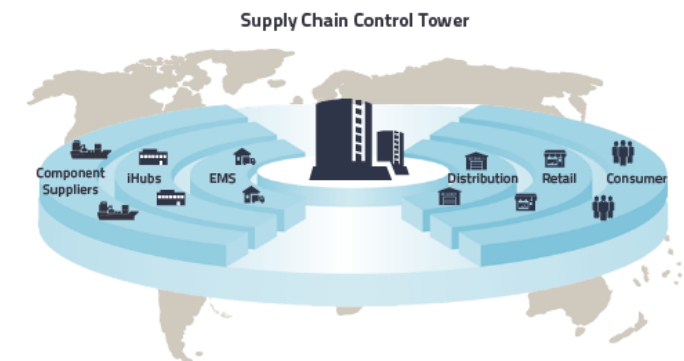 Supply Chain Control Tower
Component
Suppliers
iHubs
EMS
Distribution
Retail
Consumer